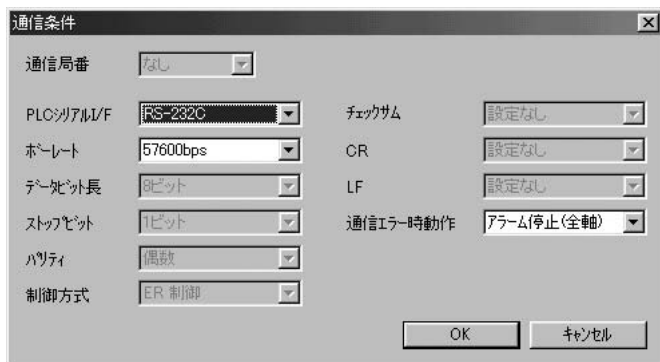 通信条件
通信局番 なし
PLCシリアルI/F RS-232C
ボーレート 57600bps
データビット長 8ビット
ストップビット 1ビット
パリティ 偶数
制御方式 ER 制御
チェックサム 設定なし
CR 設定なし
LF 設定なし
通信エラー時動作 アラーム停止(全軸)
OK キャンセル